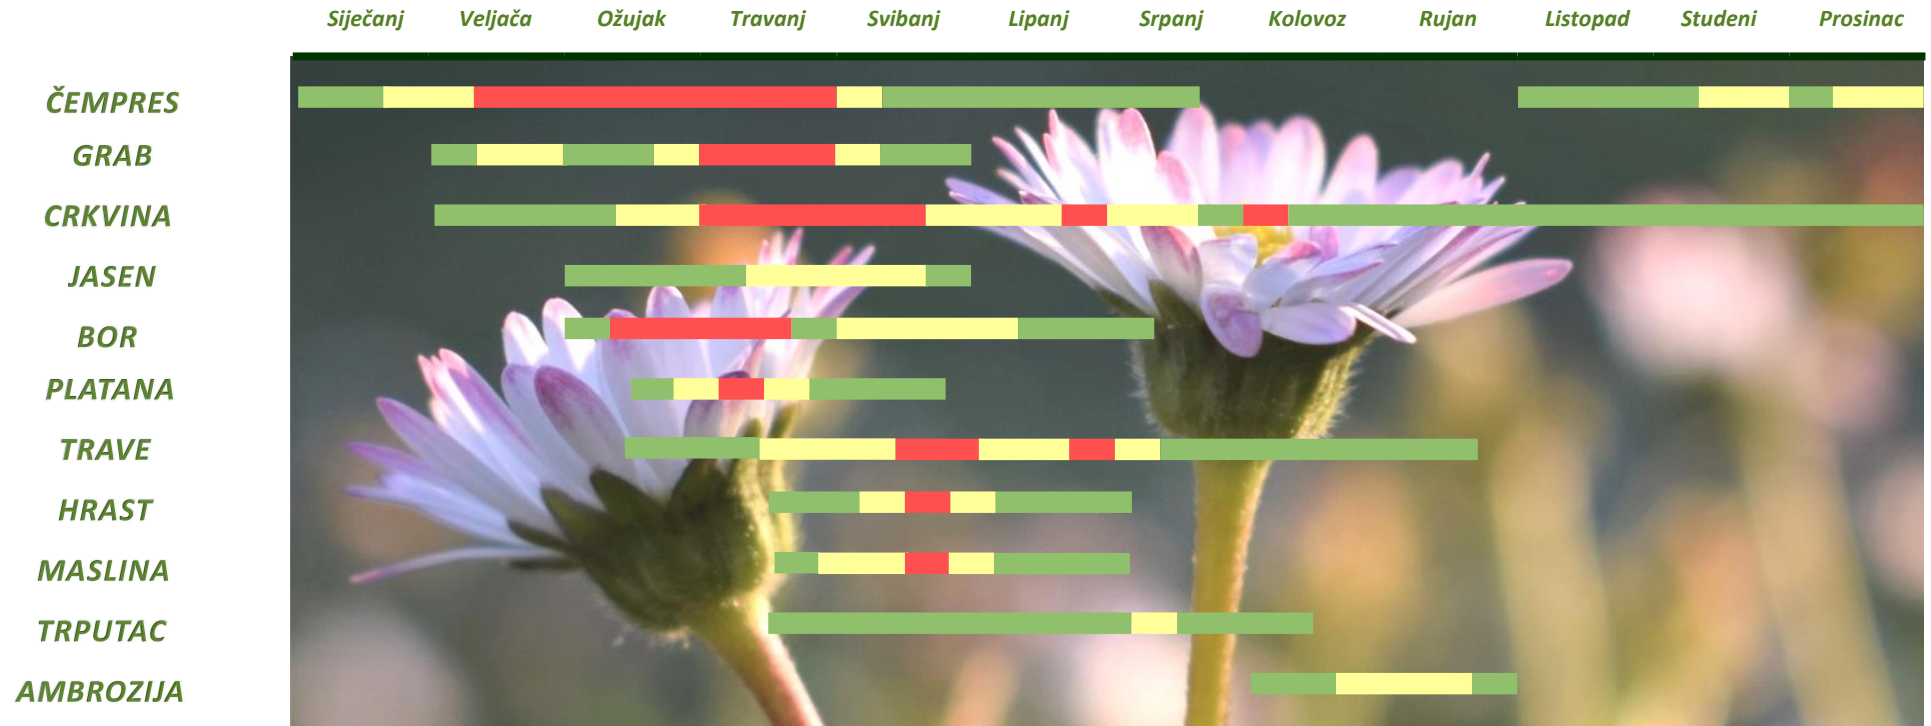 Siječanj Veljača Ožujak Travanj Svibanj Lipanj Srpanj Kolovoz Rujan Listopad Studeni Prosinac
ČEMPRES
GRAB
CRKVINA
JASEN
BOR
PLATANA
TRAVE
HRAST
MASLINA
TRPUTAC
AMBROZIJA